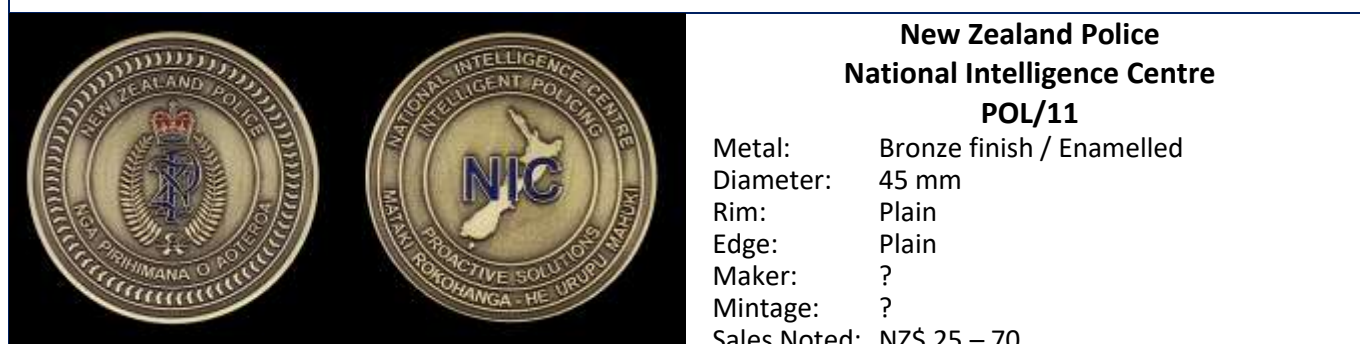 NEW ZEALAND POLICE
NGA PIRIHIMANA O AOTEROA
NATIONAL INTELLIGENCE CENTRE
INTELLIGENT POLICING
NIC
PROACTIVE SOLUTIONS
MATAKI ROKOHANGA - HE URUPU MAHUKI
New Zealand Police
National Intelligence Centre
POL/11
Metal: Bronze finish / Enamelled
Diameter: 45 mm
Rim: Plain
Edge: Plain
Maker: ?
Mintage: ?
Sales Noted: NZ$ 25 – 70